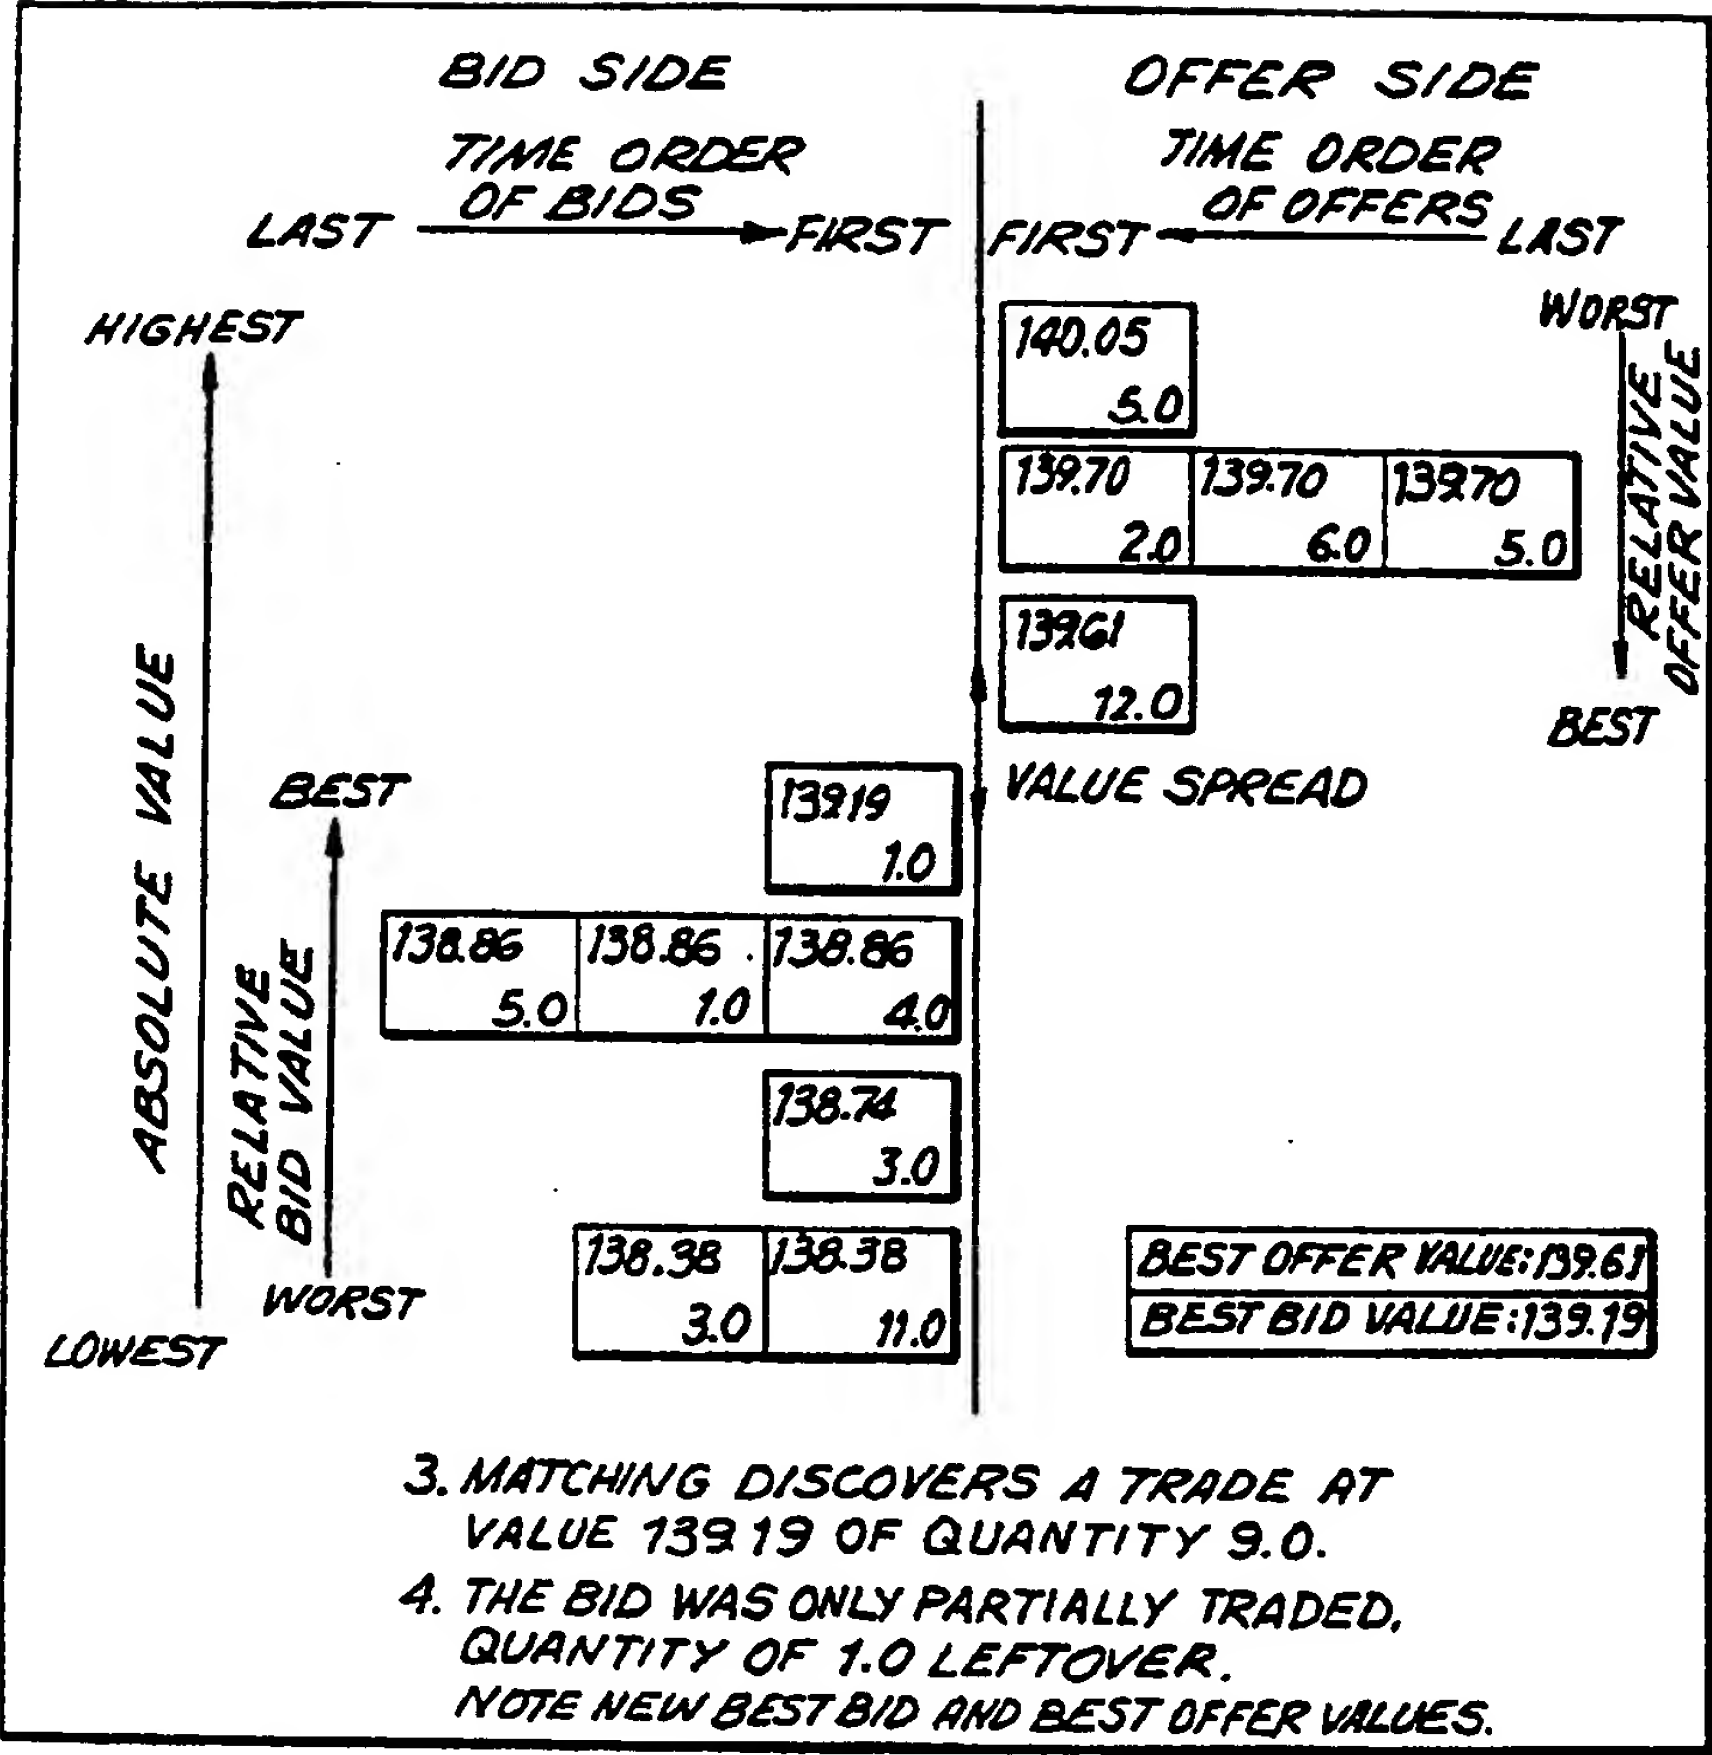 BID SIDE
OFFER SIDE
TIME ORDER
OF BIDS
TIME ORDER
OF OFFERS
LAST
FIRST
FIRST
LAST
HIGHEST
WORST
140.05
5.0
RELATIVE
OFFER VALUE
139.70
139.70
139.70
2.0
6.0
5.0
139.61
12.0
BEST
ABSOLUTE VALUE
BEST
VALUE SPREAD
139.19
1.0
RELATIVE
BID VALUE
138.86
138.86
138.86
5.0
1.0
4.0
138.74
3.0
138.38
138.38
3.0
11.0
WORST
LOWEST
BEST OFFER VALUE:139.61
BEST BID VALUE:139.19
3. MATCHING DISCOVERS A TRADE AT
VALUE 139.19 OF QUANTITY 9.0.
4. THE BID WAS ONLY PARTIALLY TRADED,
QUANTITY OF 1.0 LEFTOVER.
NOTE NEW BEST BID AND BEST OFFER VALUES.